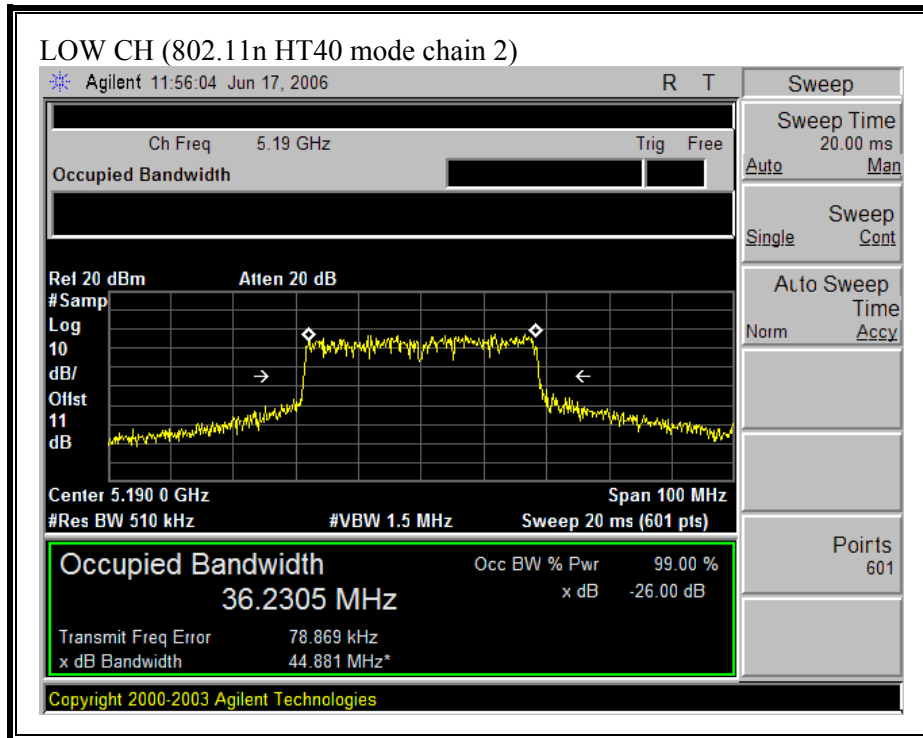 LOW CH (802.11n HT40 mode chain 2)
Agilent 11:56:04 Jun 17, 2006 R T
Sweep
Ch Freq 5.19 GHz Trig Free
Occupied Bandwidth
Sweep Time
20.00 ms
Auto Man
Sweep
Single Cont
Auto Sweep
Time
Norm Accy
Points
601
Ref 20 dBm Atten 20 dB
#Samp
Log
10
dB/
Offst
11
dB
Center 5.190 0 GHz Span 100 MHz
#Res BW 510 kHz #VBW 1.5 MHz Sweep 20 ms (601 pts)
Occupied Bandwidth
36.2305 MHz
Occ BW % Pwr 99.00 %
x dB -26.00 dB
Transmit Freq Error 78.869 kHz
x dB Bandwidth 44.881 MHz*
Copyright 2000-2003 Agilent Technologies